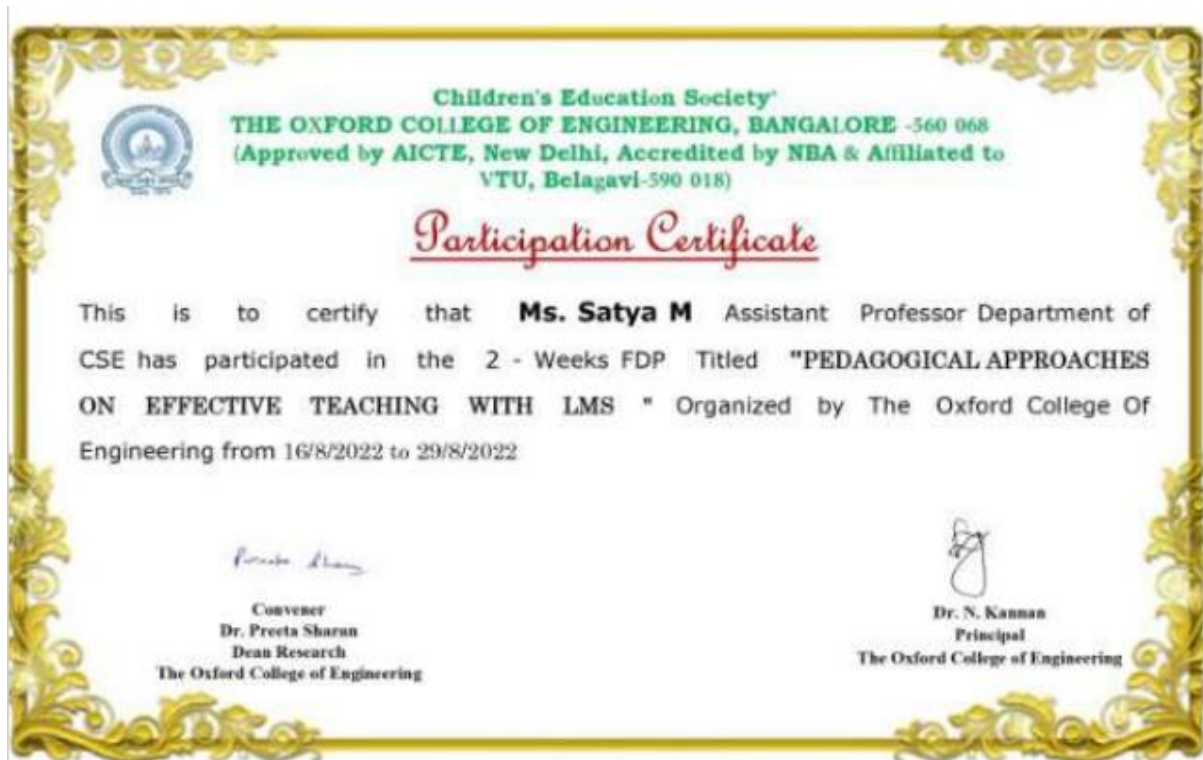 Children's Education Society
THE OXFORD COLLEGE OF ENGINEERING, BANGALORE -560 068
(Approved by AICTE, New Delhi, Accredited by NBA & Affiliated to
VTU, Belagavi-590 018)
Participation Certificate
This is to certify that Ms. Satya M Assistant Professor Department of
CSE has participated in the 2 - Weeks FDP Titled "PEDAGOGICAL APPROACHES
ON EFFECTIVE TEACHING WITH LMS " Organized by The Oxford College Of
Engineering from 16/8/2022 to 29/8/2022
Convener
Dr. Preeta Sharan
Dean Research
The Oxford College of Engineering
Dr. N. Kannan
Principal
The Oxford College of Engineering